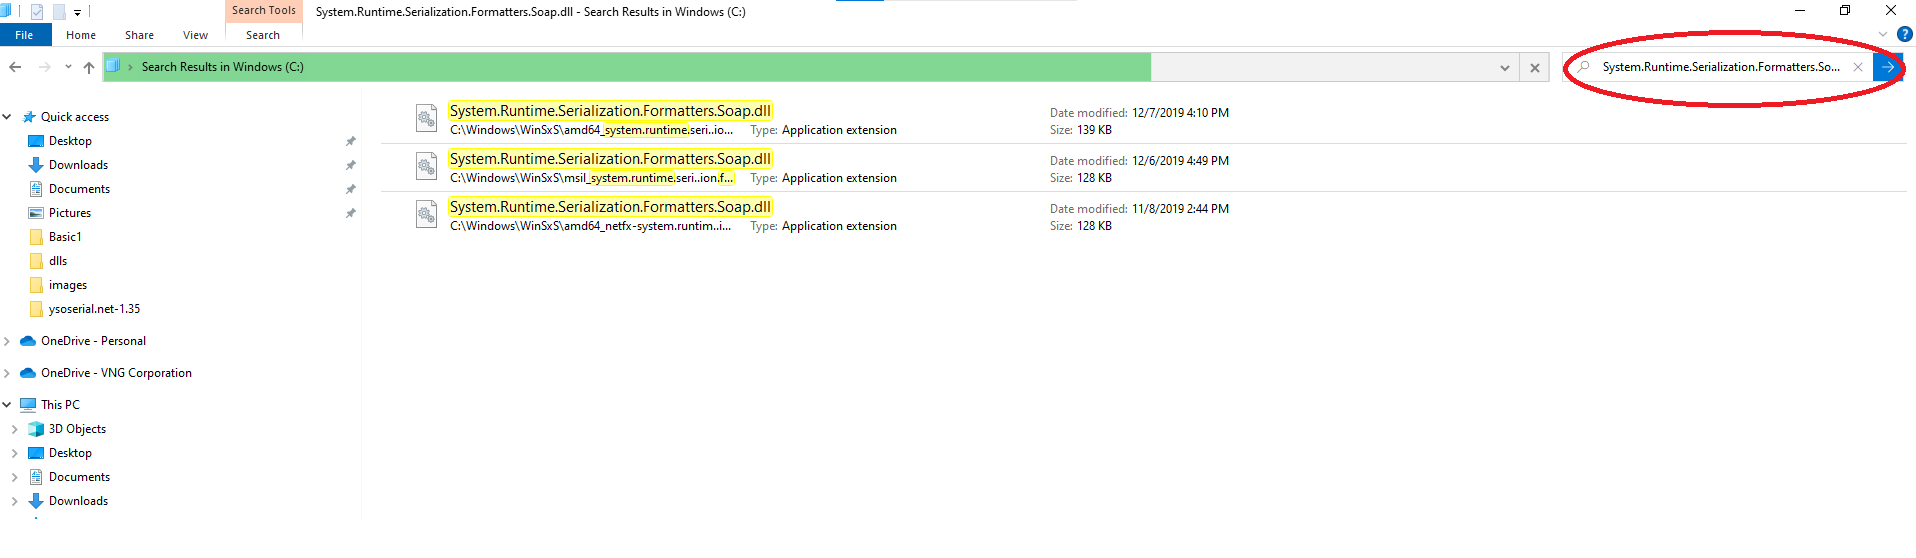 Search Tools
System.Runtime.Serialization.Formatters.Soap.dll - Search Results in Windows (C:)
File
Home
Share
View
Search
?
Search Results in Windows (C:)
System.Runtime.Serialization.Formatters.So...
Quick access
Desktop
Downloads
Documents
Pictures
Basic1
dlls
images
ysoserial.net-1.35
OneDrive - Personal
OneDrive - VNG Corporation
This PC
3D Objects
Desktop
Documents
Downloads
System.Runtime.Serialization.Formatters.Soap.dll
C:\Windows\WinSxS\amd64_system.runtime.seri..io...
Type: Application extension
Date modified: 12/7/2019 4:10 PM
Size: 139 KB
System.Runtime.Serialization.Formatters.Soap.dll
C:\Windows\WinSxS\msil_system.runtime.seri..ion.f...
Type: Application extension
Date modified: 12/6/2019 4:49 PM
Size: 128 KB
System.Runtime.Serialization.Formatters.Soap.dll
C:\Windows\WinSxS\amd64_netfx-system.runtim..i...
Type: Application extension
Date modified: 11/8/2019 2:44 PM
Size: 128 KB